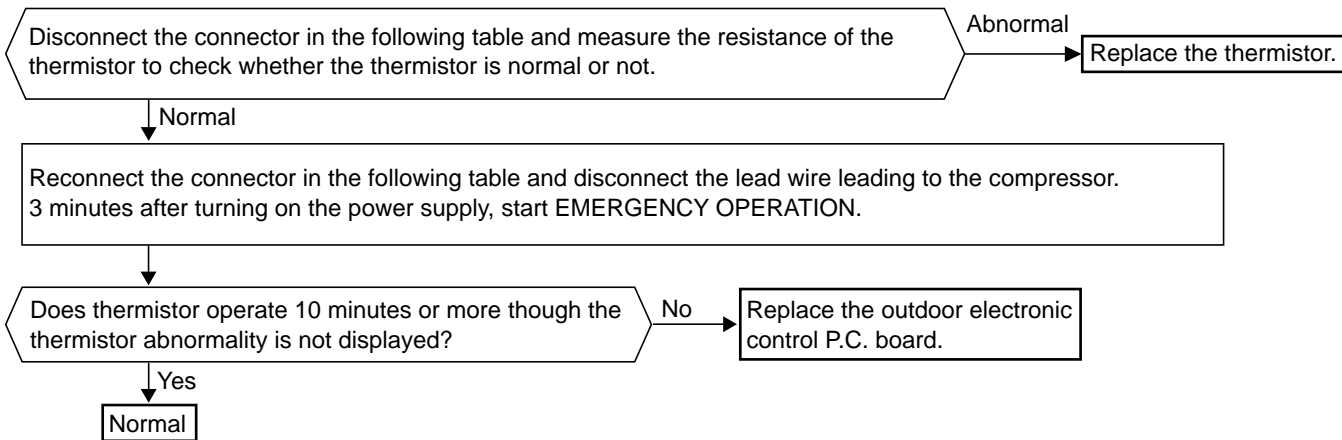 Disconnect the connector in the following table and measure the resistance of the
thermistor to check whether the thermistor is normal or not.
Abnormal
Replace the thermistor.
Normal
Reconnect the connector in the following table and disconnect the lead wire leading to the compressor.
3 minutes after turning on the power supply, start EMERGENCY OPERATION.
Does thermistor operate 10 minutes or more though the
thermistor abnormality is not displayed?
No
Replace the outdoor electronic
control P.C. board.
Yes
Normal